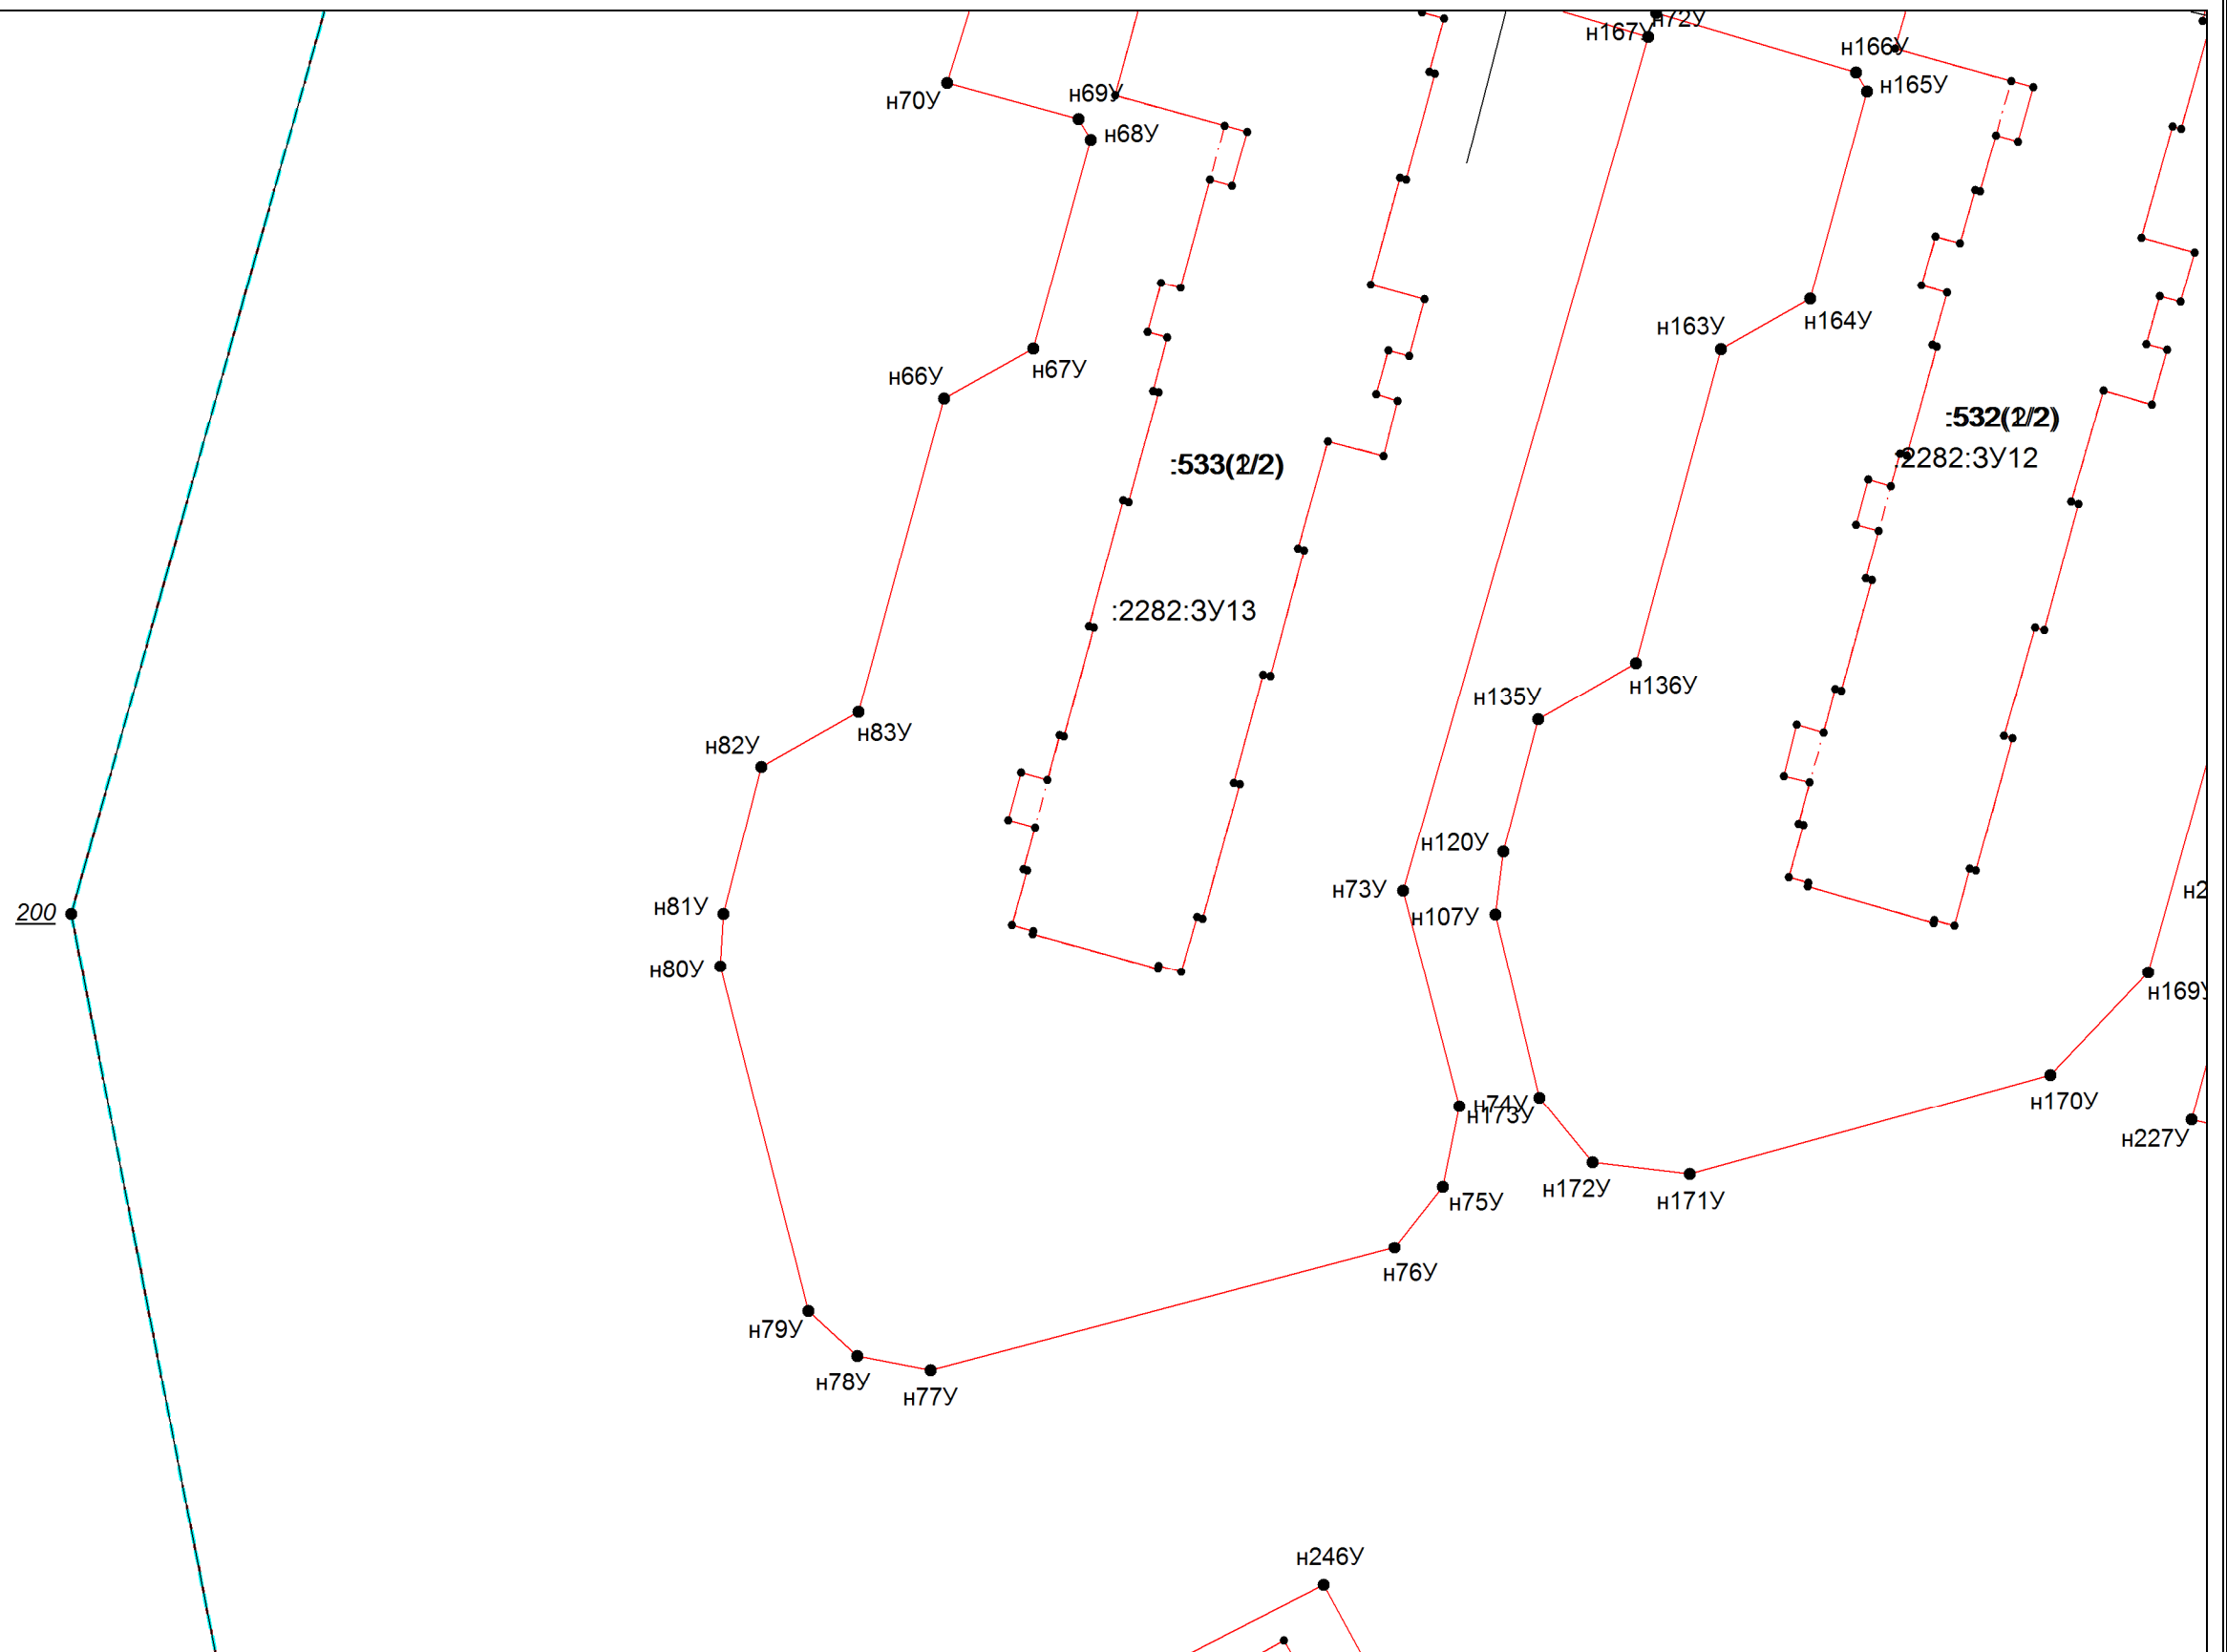 н72У
н167У
н166У
н165У
н70У
н69У
н68У
н164У
н163У
н67У
н66У
:532(1/2)
:2282:ЗУ12
:533(1/2)
:2282:ЗУ13
н136У
н135У
н83У
н82У
н120У
н73У
н107У
н81У
200
н80У
н169У
н74У
н173У
н170У
н227У
н172У
н171У
н75У
н76У
н79У
н78У
н77У
н246У